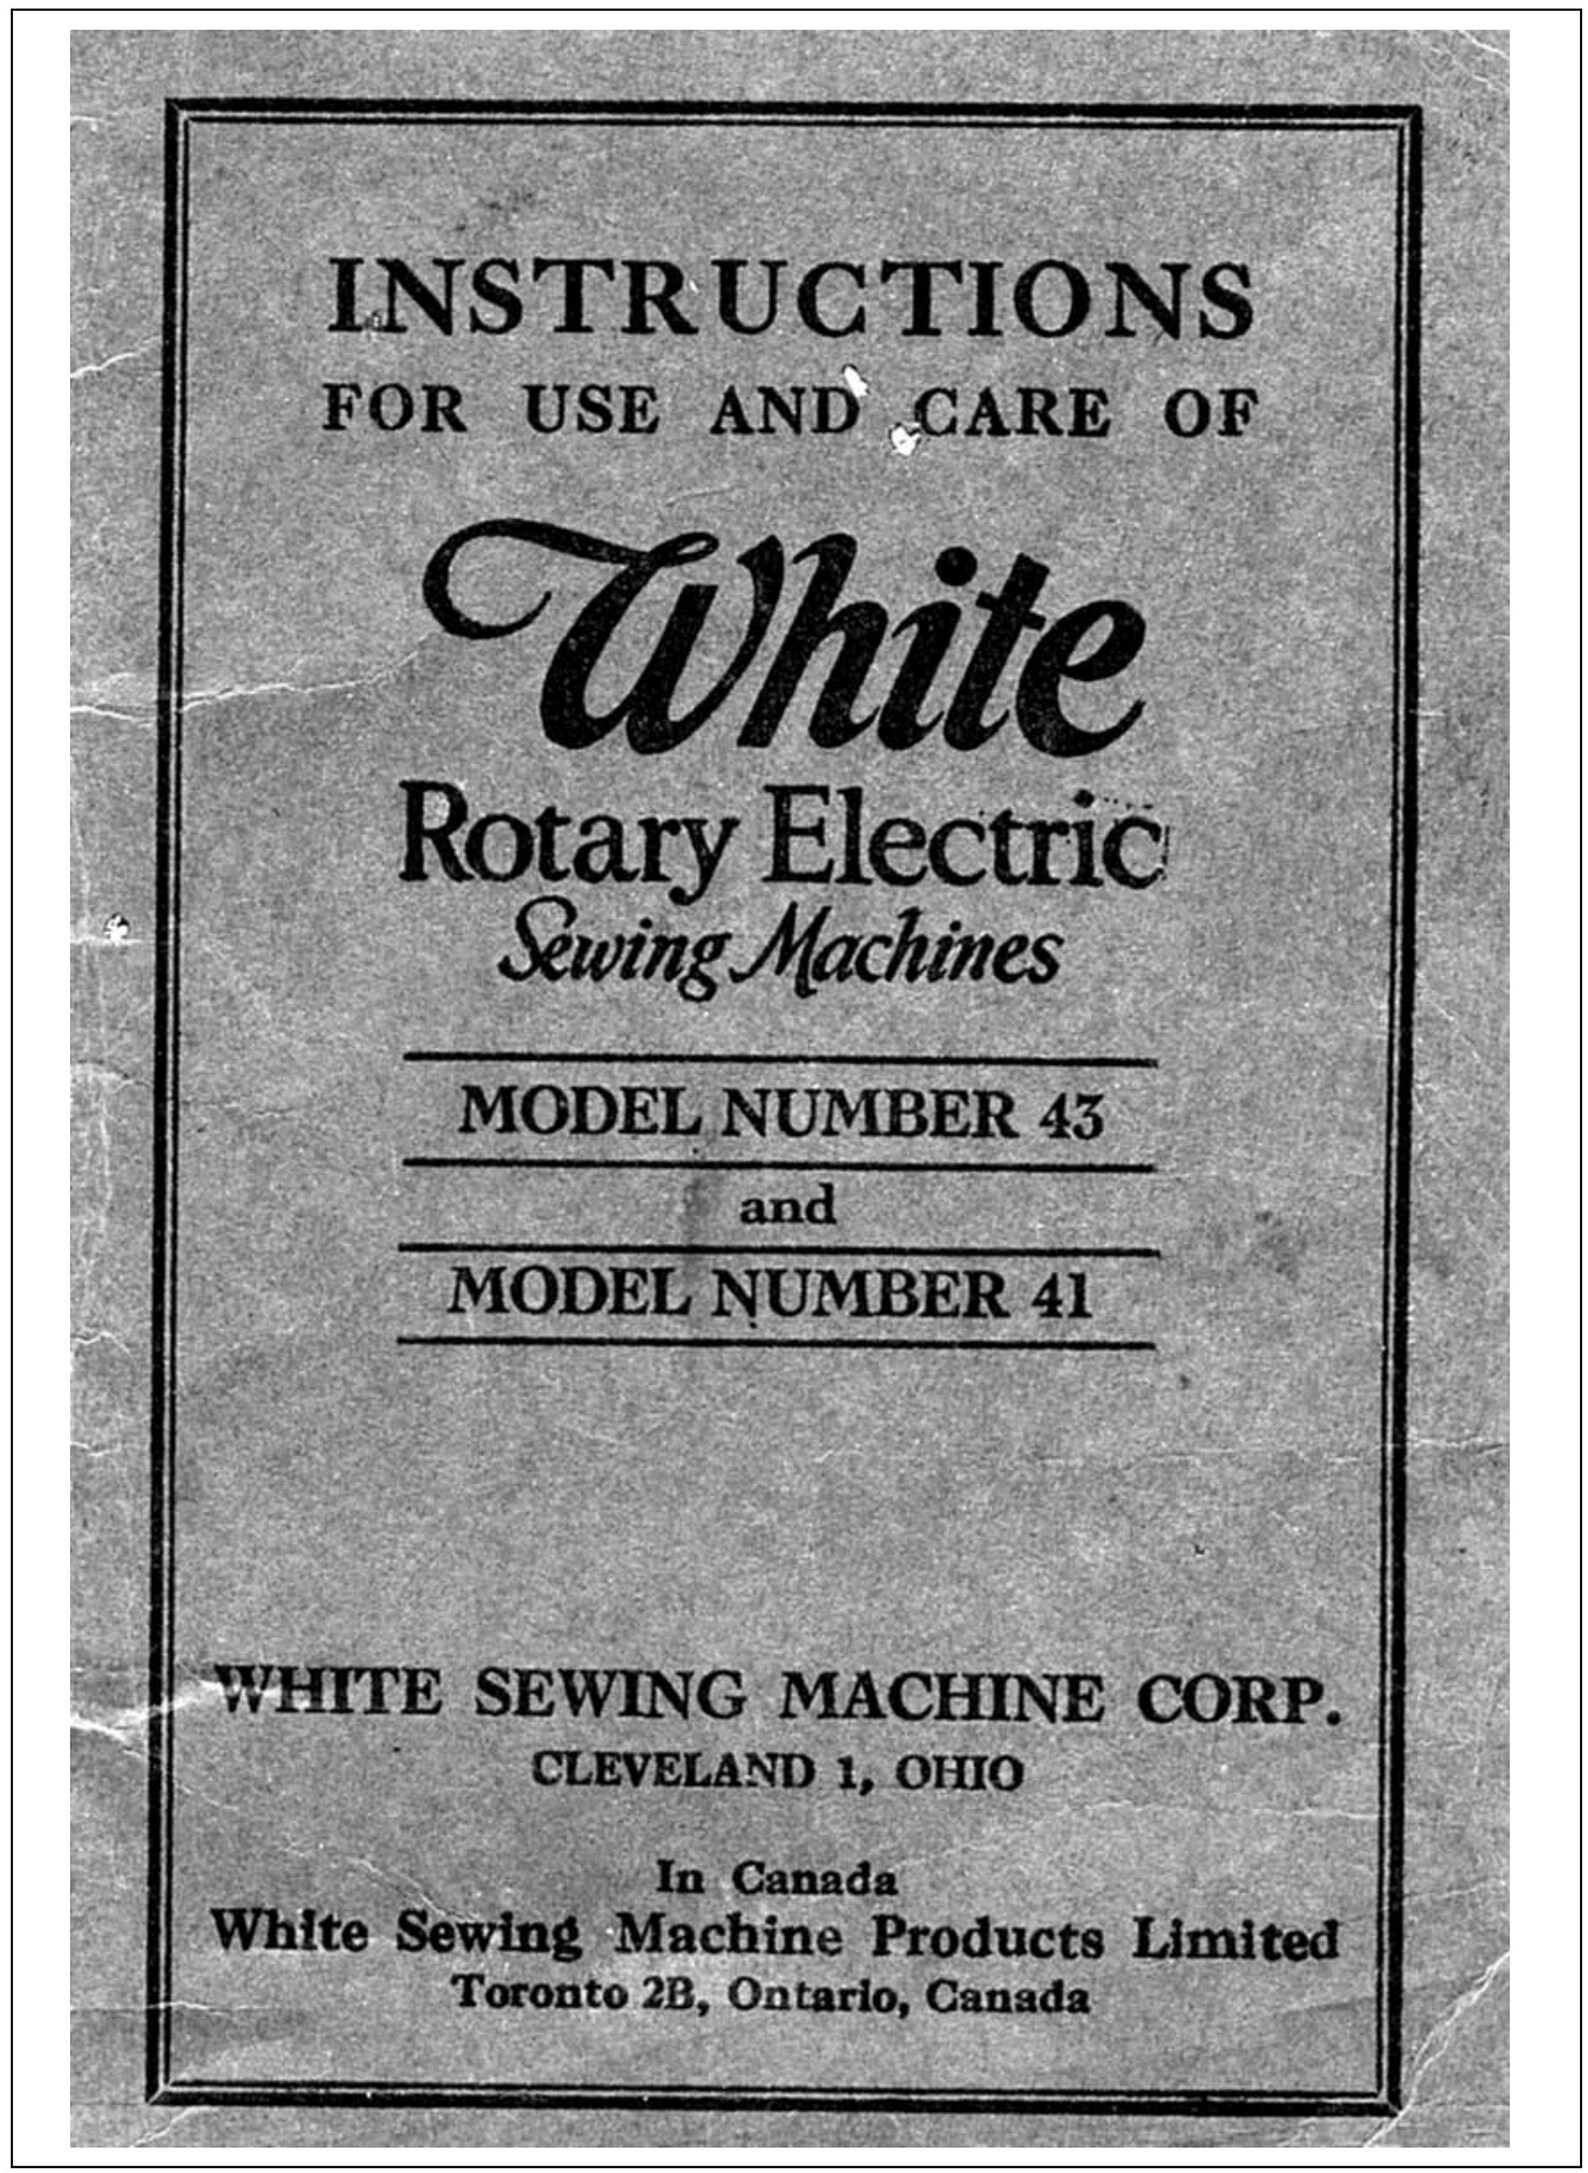 INSTRUCTIONS
FOR USE AND CARE OF
White
Rotary Electric
Sewing Machines
MODEL NUMBER 43
and
MODEL NUMBER 41
WHITE SEWING MACHINE CORP.
CLEVELAND 1, OHIO
In Canada
White Sewing Machine Products Limited
Toronto 2B, Ontario, Canada